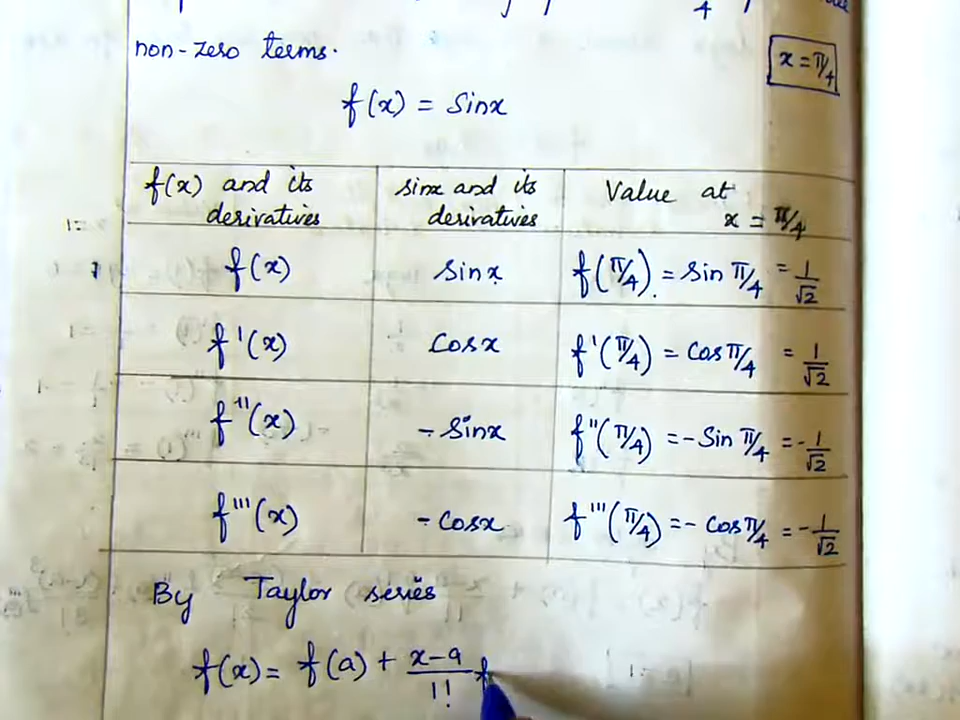 non-zero terms.
x = π/4
f(x) = sinx
f(x) and its derivatives | sinx and its derivatives | Value at x = π/4
f(x) | sinx | f(π/4) = sin π/4 = 1/√2
f'(x) | cosx | f'(π/4) = cos π/4 = 1/√2
f''(x) | - sinx | f''(π/4) = - Sin π/4 = - 1/√2
f'''(x) | - cosx | f'''(π/4) = - cos π/4 = - 1/√2
By Taylor series
f(x) = f(a) + (x-a)/1! f